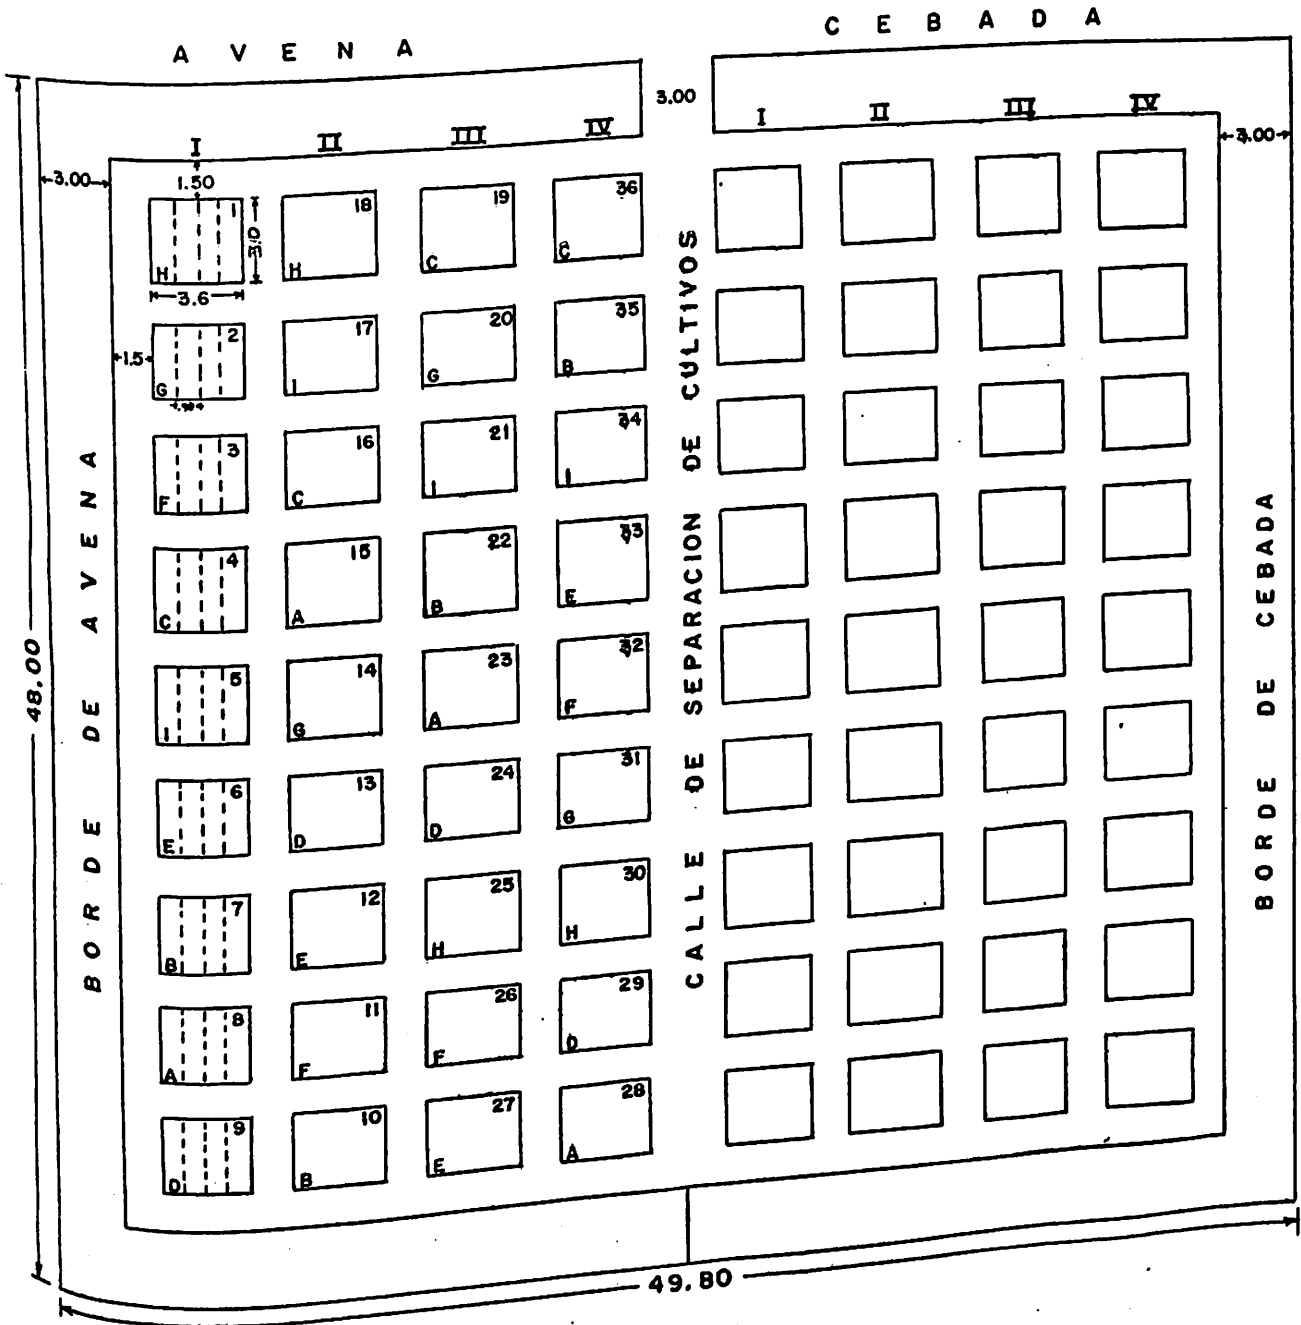 AVENA
CEBADA
3.00
I II III IV
I II III IV
3.00
3.00
1.50
1 18 19 36
3.0
H H C C
3.6
2 17 20 35
1.5
G I G B
3 16 21 34
F C I I
4 15 22 33
C A B E
5 14 23 32
I G A F
6 13 24 31
E D D G
7 12 25 30
B E H H
8 11 26 29
A F F D
9 10 27 28
D B E A
48.00
BORDE DE AVENA
CALLE DE SEPARACION DE CULTIVOS
BORDE DE CEBADA
49.80